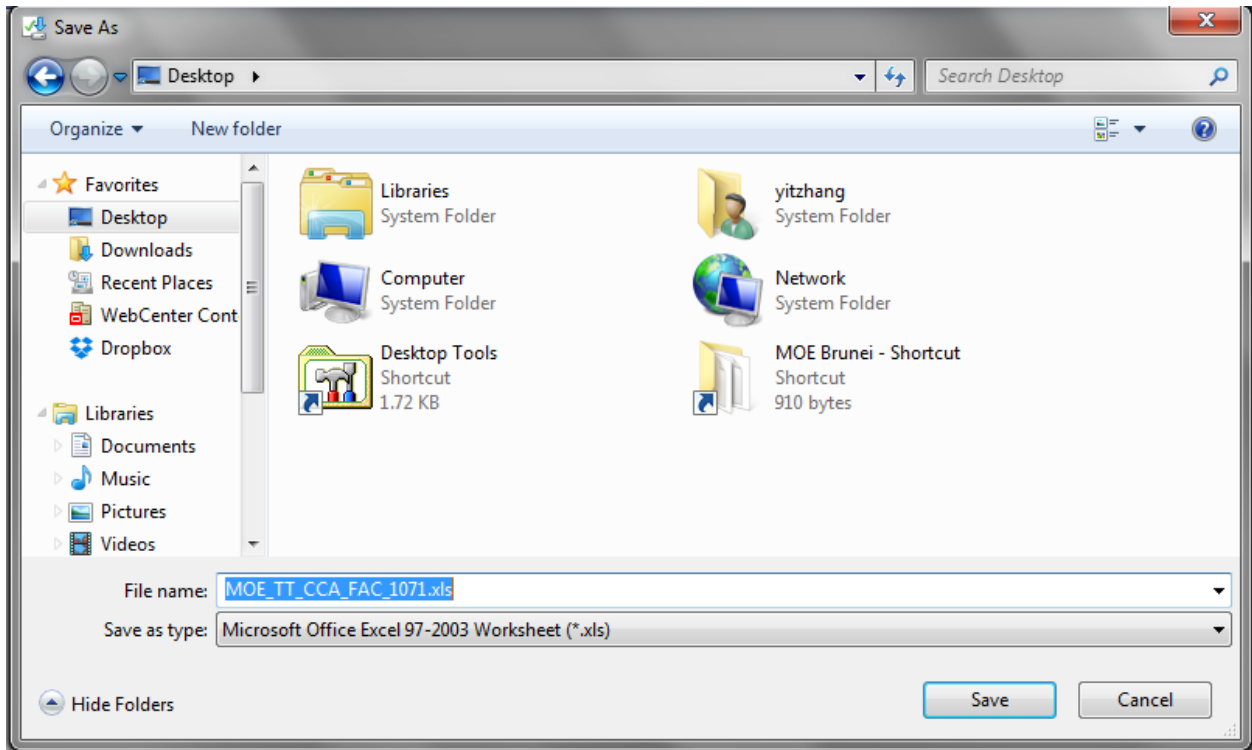 Save As
Desktop
Search Desktop
Organize
New folder
Favorites
Desktop
Downloads
Recent Places
WebCenter Cont
Dropbox
Libraries
Documents
Music
Pictures
Videos
Libraries
System Folder
yitzhang
System Folder
Computer
System Folder
Network
System Folder
Desktop Tools
Shortcut
1.72 KB
MOE Brunei - Shortcut
Shortcut
910 bytes
File name: MOE_TT_CCA_FAC_1071.xls
Save as type: Microsoft Office Excel 97-2003 Worksheet (*.xls)
Hide Folders
Save
Cancel